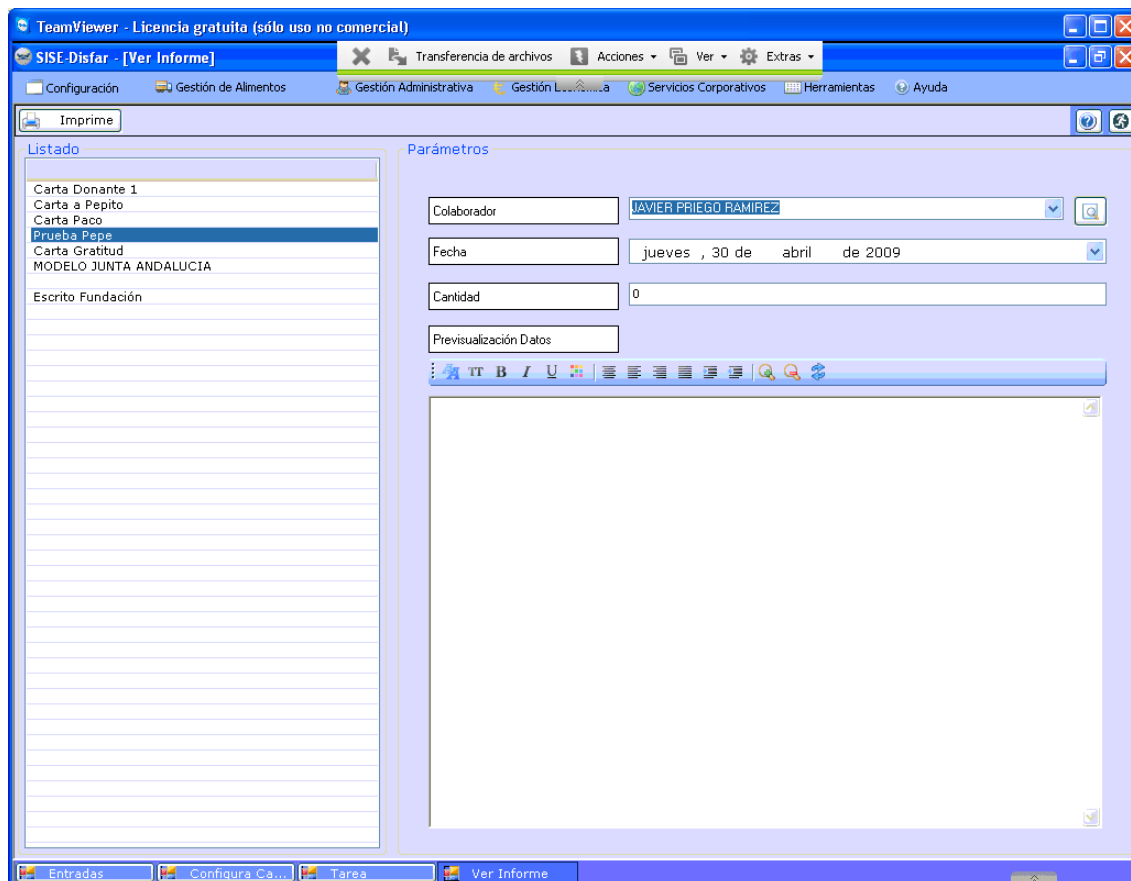 TeamViewer - Licencia gratuita (sólo uso no comercial)
SISE-Disfar - [Ver Informe]
Transferencia de archivos Acciones Ver Extras
Configuración Gestión de Alimentos Gestión Administrativa Gestión Servicios Corporativos Herramientas Ayuda
Imprime
Listado
Carta Donante 1
Carta a Pepito
Carta Paco
Prueba Pepe
Carta Gratitud
MODELO JUNTA ANDALUCIA
Escrito Fundación
Parámetros
Colaborador JAVIER PRIEGO RAMIREZ
Fecha jueves , 30 de abril de 2009
Cantidad 0
Previsualización Datos
TT B I U
Entradas Configura Ca... Tarea Ver Informe